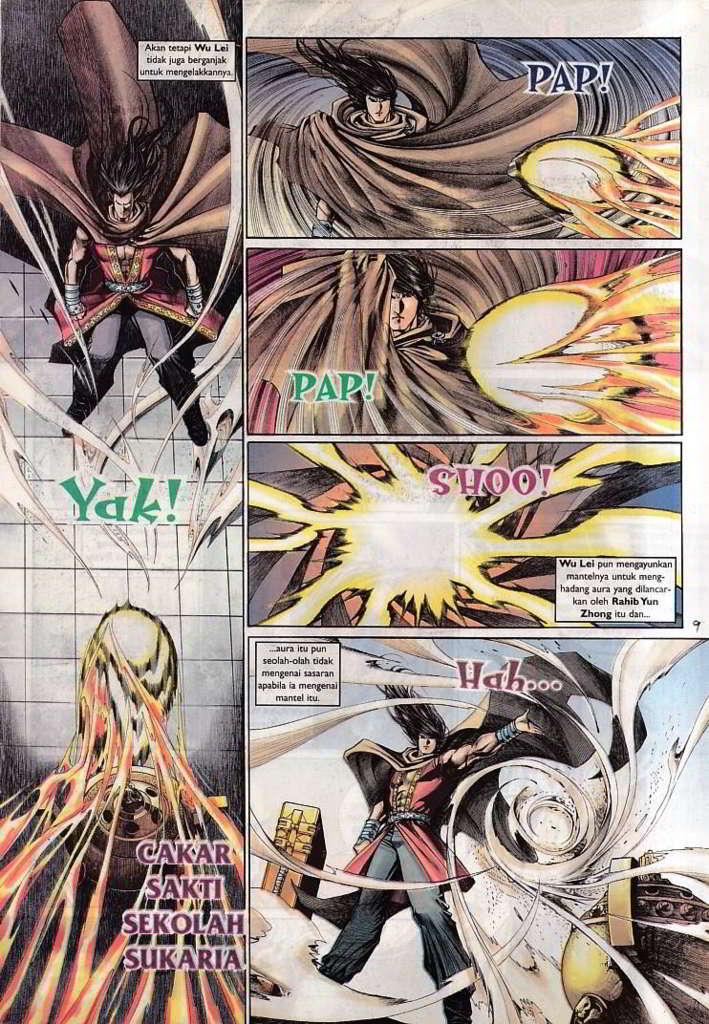 Akan tetapi Wu Lei
tidak juga berganjak
untuk mengelakkannya.
Yak!
CAKAR
SAKTI
SEKOLAH
SUKARIA
PAP!
PAP!
SHOO!
Wu Lei pun mengayunkan
mantelnya untuk meng-
hadang aura yang dilancar-
kan oleh Rahib Yun
Zhong itu dan...
9
...aura itu pun
seolah-olah tidak
mengenai sasaran
apabila ia mengenai
mantel itu.
Hah...